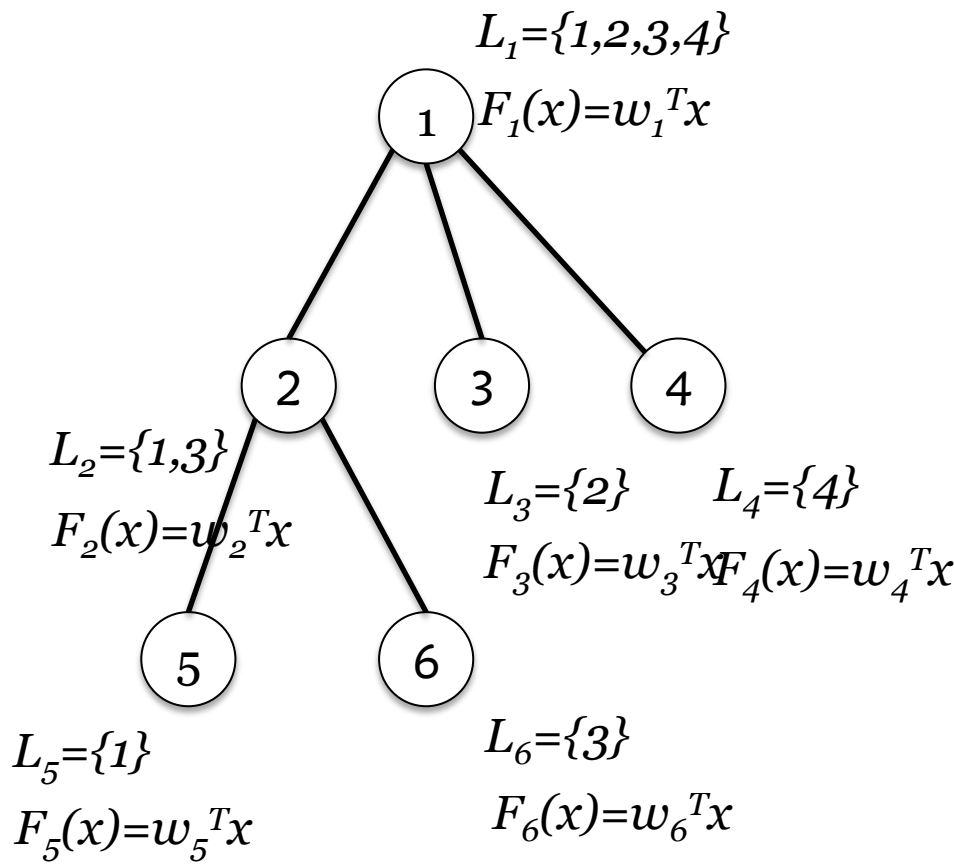 L₁={1,2,3,4}
1
F₁(x)=w₁ᵀx
2
3
4
L₂={1,3}
L₃={2}
L₄={4}
F₂(x)=w₂ᵀx
F₃(x)=w₃ᵀx
F₄(x)=w₄ᵀx
5
6
L₅={1}
L₆={3}
F₅(x)=w₅ᵀx
F₆(x)=w₆ᵀx